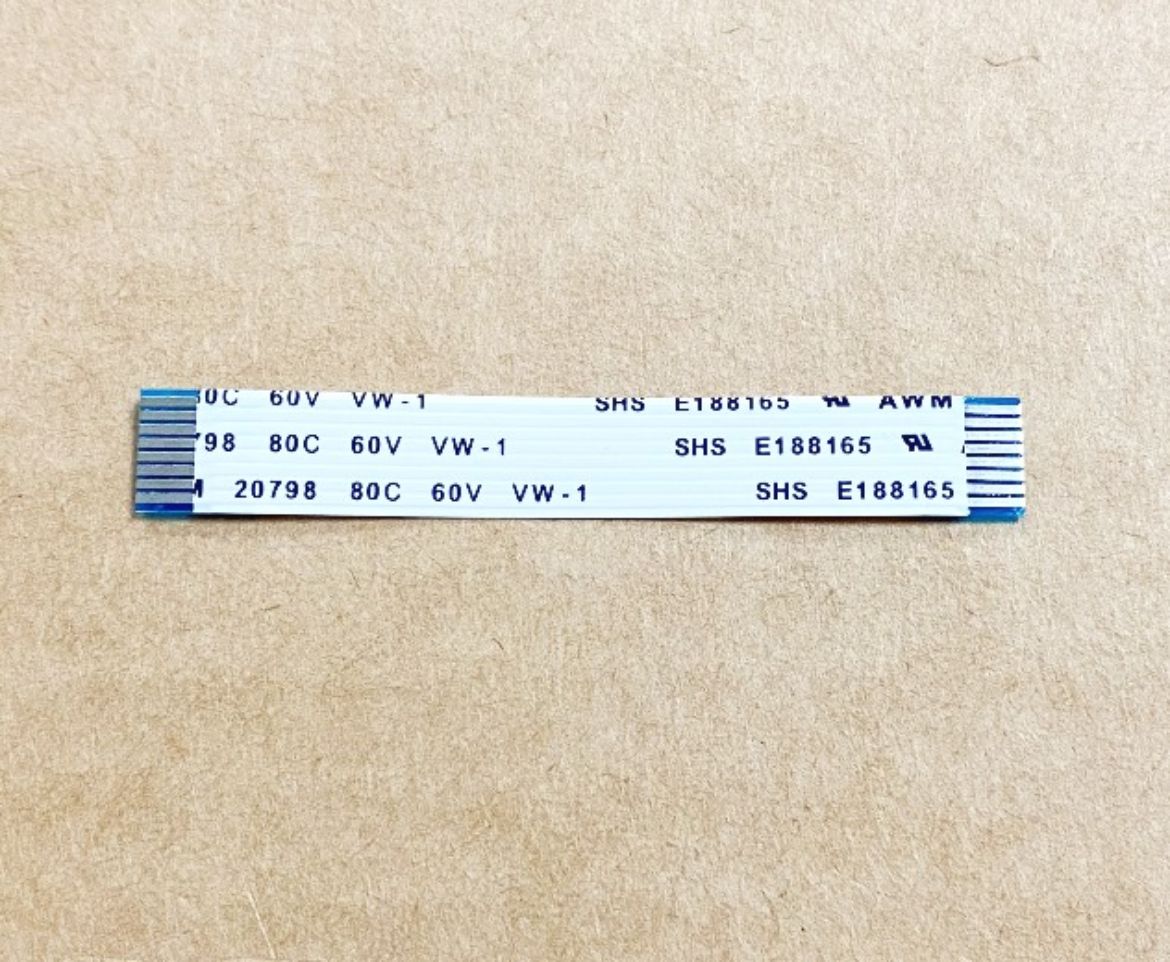 80C 60V VW-1 SHS E188165 AWM
798 80C 60V VW-1 SHS E188165
M 20798 80C 60V VW-1 SHS E188165